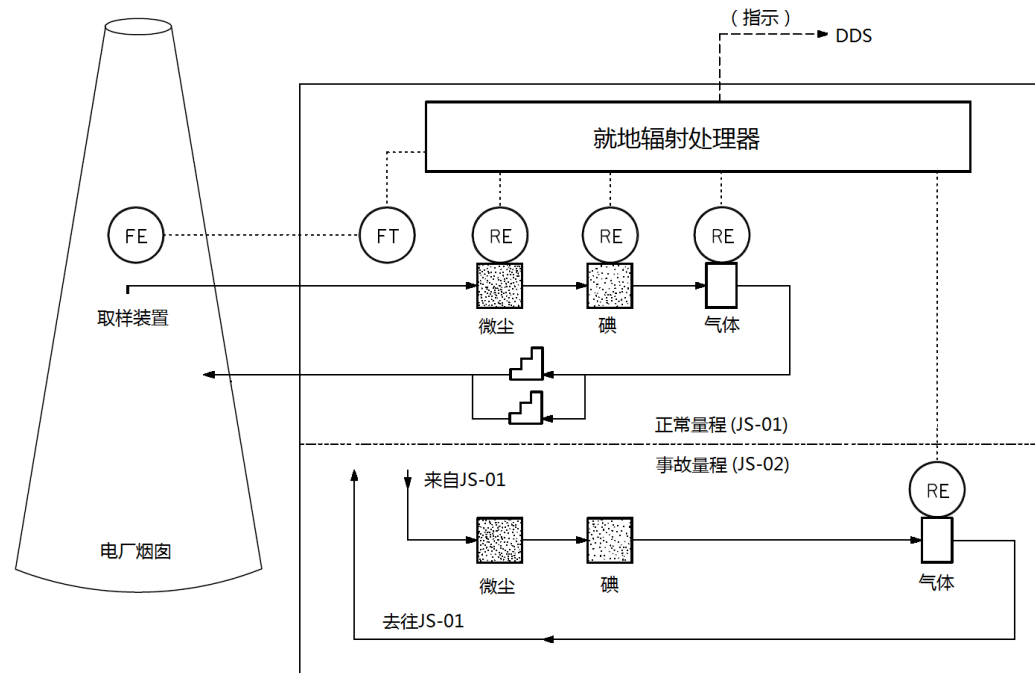 （指示）
DDS
就地辐射处理器
FE
FT
RE
RE
RE
取样装置
微尘
碘
气体
正常量程 (JS-01)
事故量程 (JS-02)
来自JS-01
RE
电厂烟囱
微尘
碘
气体
去往JS-01